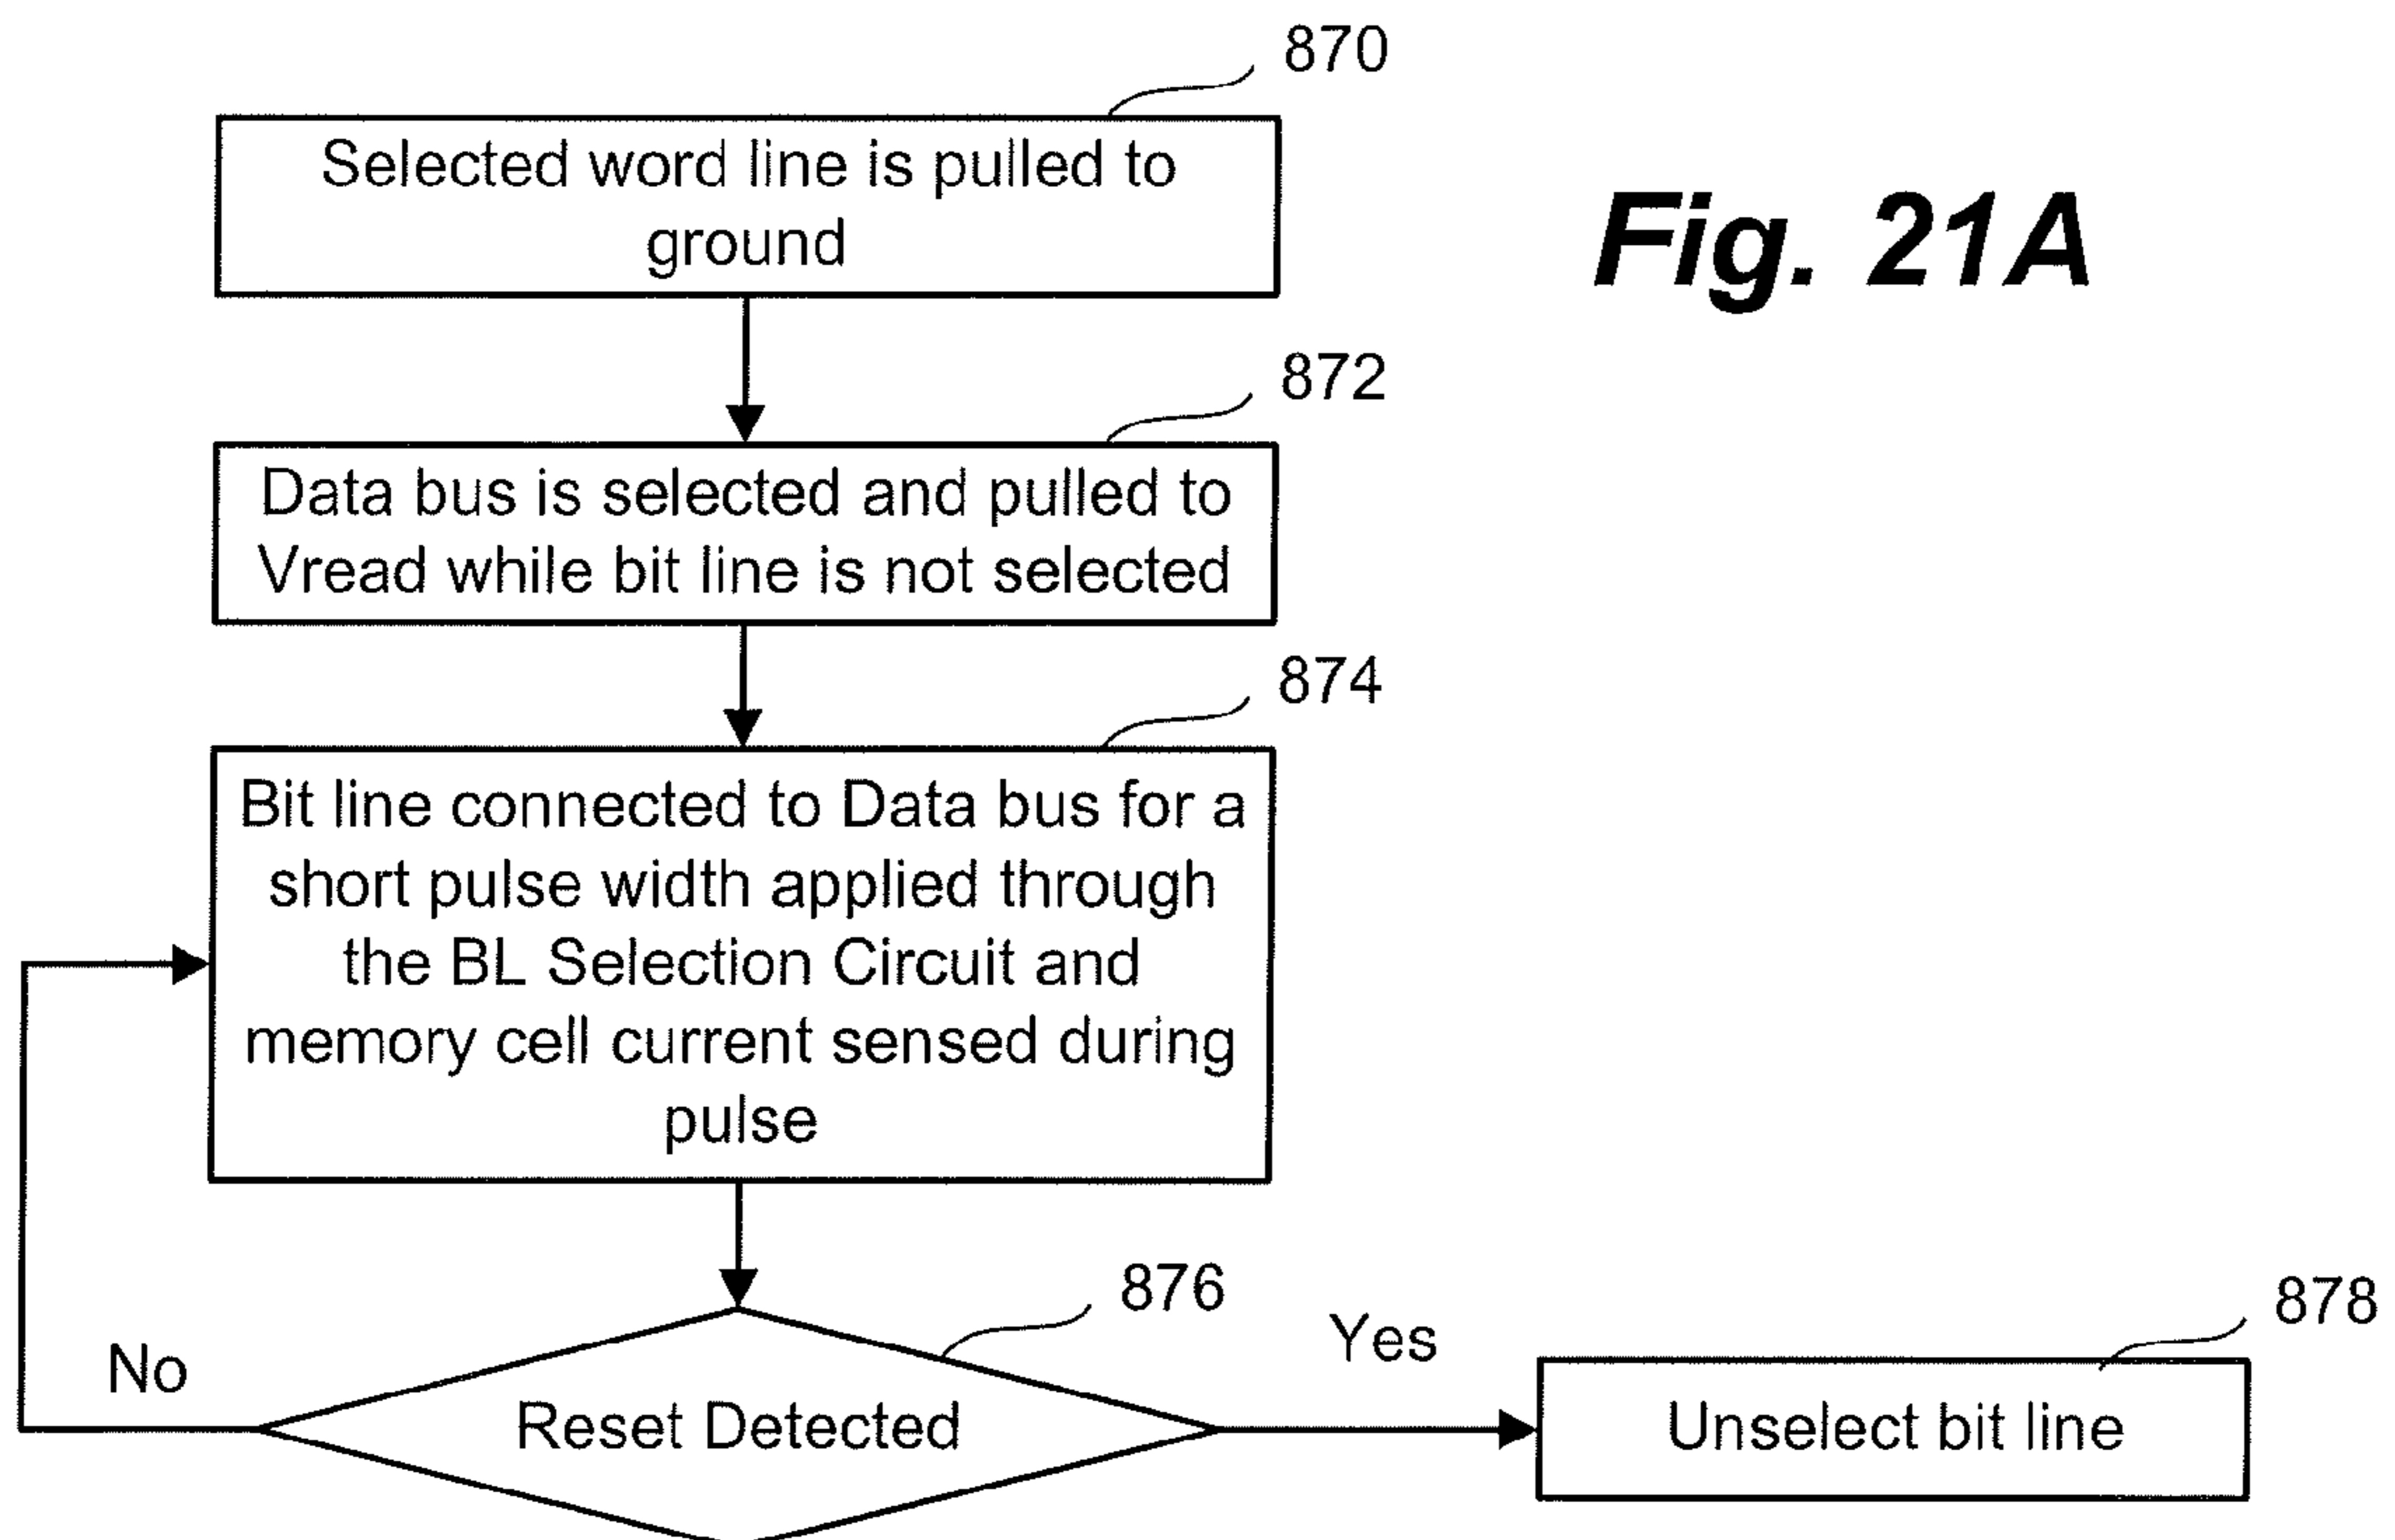 870
Selected word line is pulled to
ground
Fig. 21A
872
Data bus is selected and pulled to
Vread while bit line is not selected
874
Bit line connected to Data bus for a
short pulse width applied through
the BL Selection Circuit and
memory cell current sensed during
pulse
876
Reset Detected
No
Yes
878
Unselect bit line